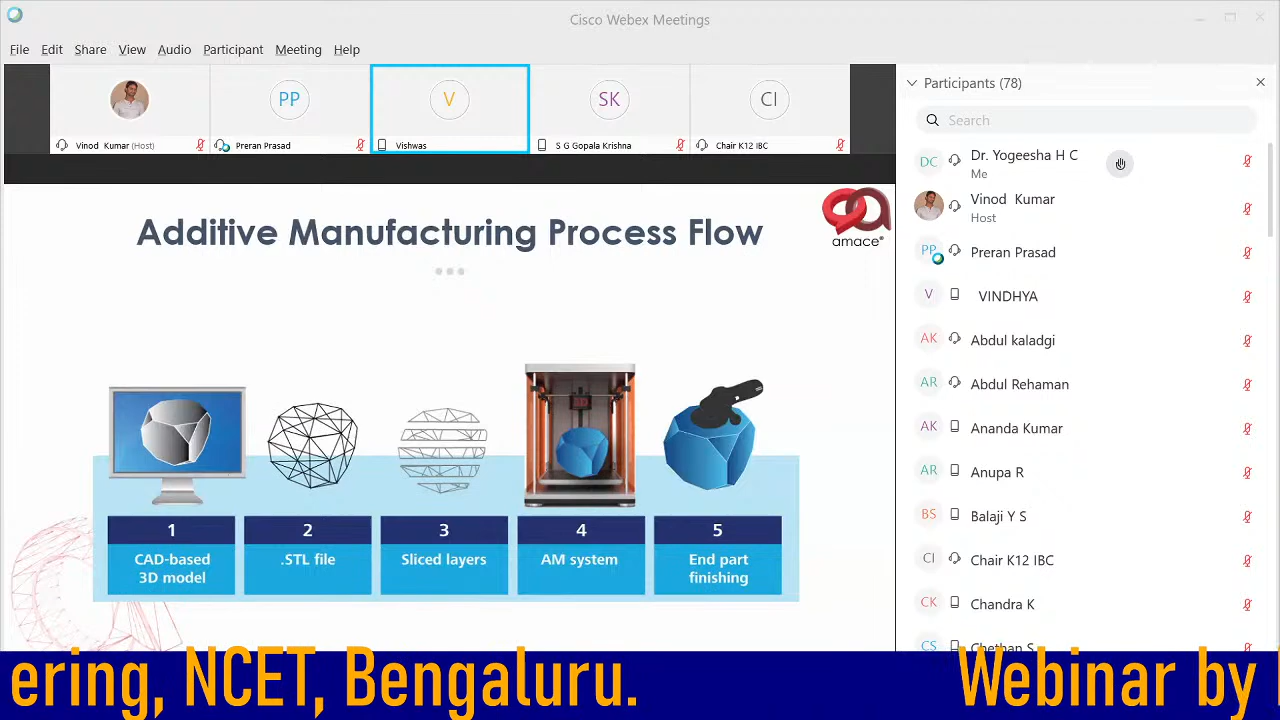 Cisco Webex Meetings
File Edit Share View Audio Participant Meeting Help
PP
V
SK
CI
Vinod Kumar (Host)
Preran Prasad
Vishwas
S G Gopala Krishna
Chair K12 IBC
Additive Manufacturing Process Flow
amace®
1
CAD-based
3D model
2
.STL file
3
Sliced layers
4
AM system
5
End part
finishing
Participants (78)
Search
DC Dr. Yogeesha H C
Me
Vinod Kumar
Host
PP Preran Prasad
V VINDHYA
AK Abdul kaladgi
AR Abdul Rehaman
AK Ananda Kumar
AR Anupa R
BS Balaji Y S
CI Chair K12 IBC
CK Chandra K
CS Chethan S
ering, NCET, Bengaluru. Webinar by